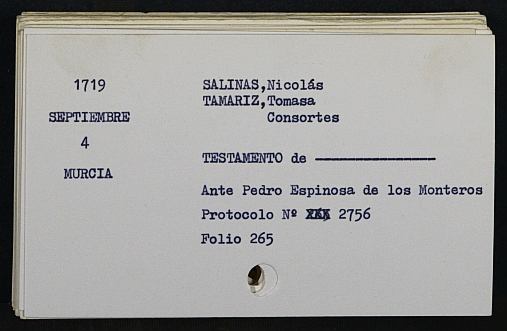 1719
SEPTIEMBRE
4
MURCIA
SALINAS,Nicolás
TAMARIZ,Tomasa
Consortes
TESTAMENTO de ---------------
Ante Pedro Espinosa de los Monteros
Protocolo Nº 2756
Folio 265